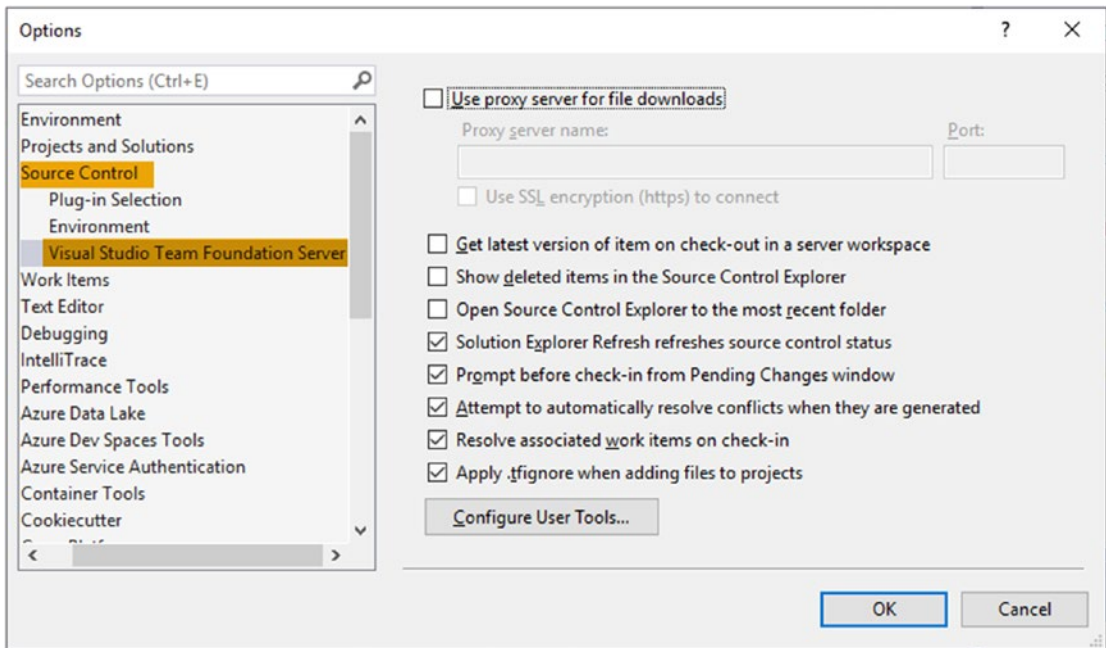 Options
?
Search Options (Ctrl+E)
Environment
Projects and Solutions
Source Control
Plug-in Selection
Environment
Visual Studio Team Foundation Server
Work Items
Text Editor
Debugging
IntelliTrace
Performance Tools
Azure Data Lake
Azure Dev Spaces Tools
Azure Service Authentication
Container Tools
Cookiecutter
Use proxy server for file downloads
Proxy server name: Port:
Use SSL encryption (https) to connect
Get latest version of item on check-out in a server workspace
Show deleted items in the Source Control Explorer
Open Source Control Explorer to the most recent folder
Solution Explorer Refresh refreshes source control status
Prompt before check-in from Pending Changes window
Attempt to automatically resolve conflicts when they are generated
Resolve associated work items on check-in
Apply .tfignore when adding files to projects
Configure User Tools...
OK Cancel